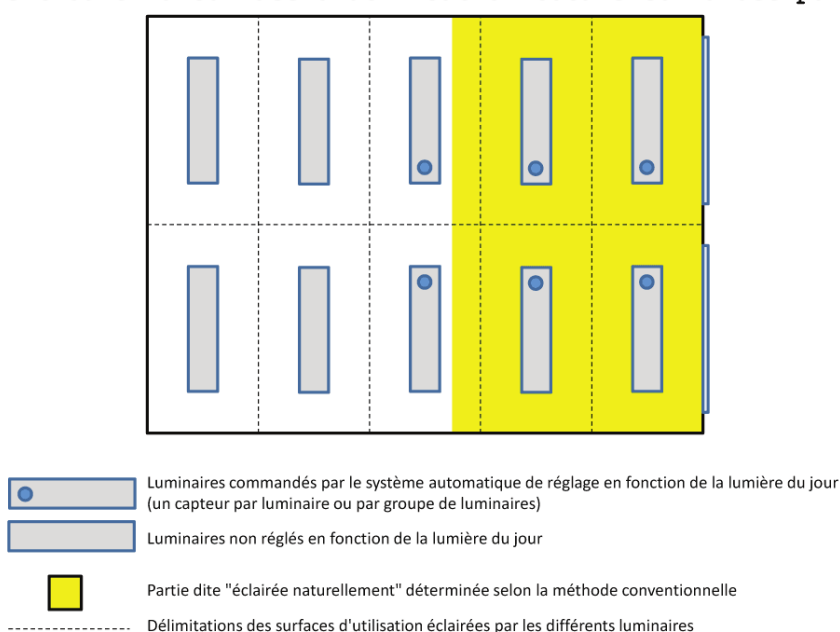 Luminaires commandés par le système automatique de réglage en fonction de la lumière du jour
(un capteur par luminaire ou par groupe de luminaires)
Luminaires non réglés en fonction de la lumière du jour
Partie dite "éclairée naturellement" déterminée selon la méthode conventionnelle
Délimitations des surfaces d'utilisation éclairées par les différents luminaires